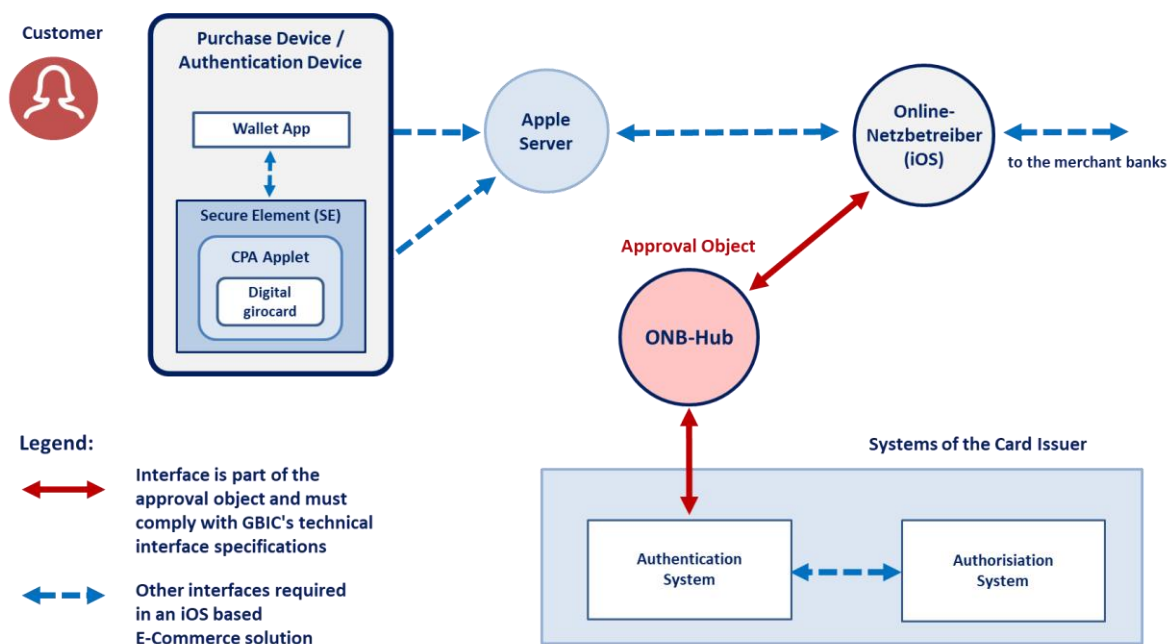 Customer
Purchase Device /
Authentication Device
Wallet App
Secure Element (SE)
CPA Applet
Digital
girocard
Apple
Server
Online-
Netzbetreiber
(iOS)
to the merchant banks
Approval Object
ONB-Hub
Legend:
Interface is part of the
approval object and must
comply with GBIC's technical
interface specifications
Other interfaces required
in an iOS based
E-Commerce solution
Systems of the Card Issuer
Authentication
System
Authorisiation
System